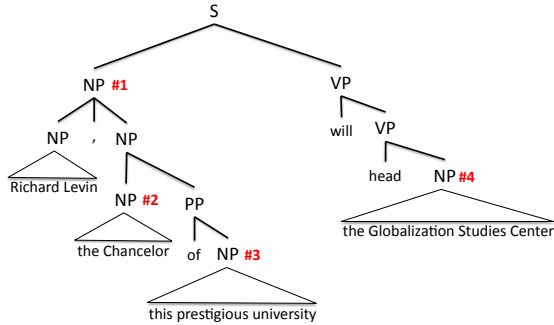 S
NP #1 VP
NP , NP will VP
Richard Levin NP #2 PP head NP #4
the Chancelor of NP #3 the Globalization Studies Center
this prestigious university